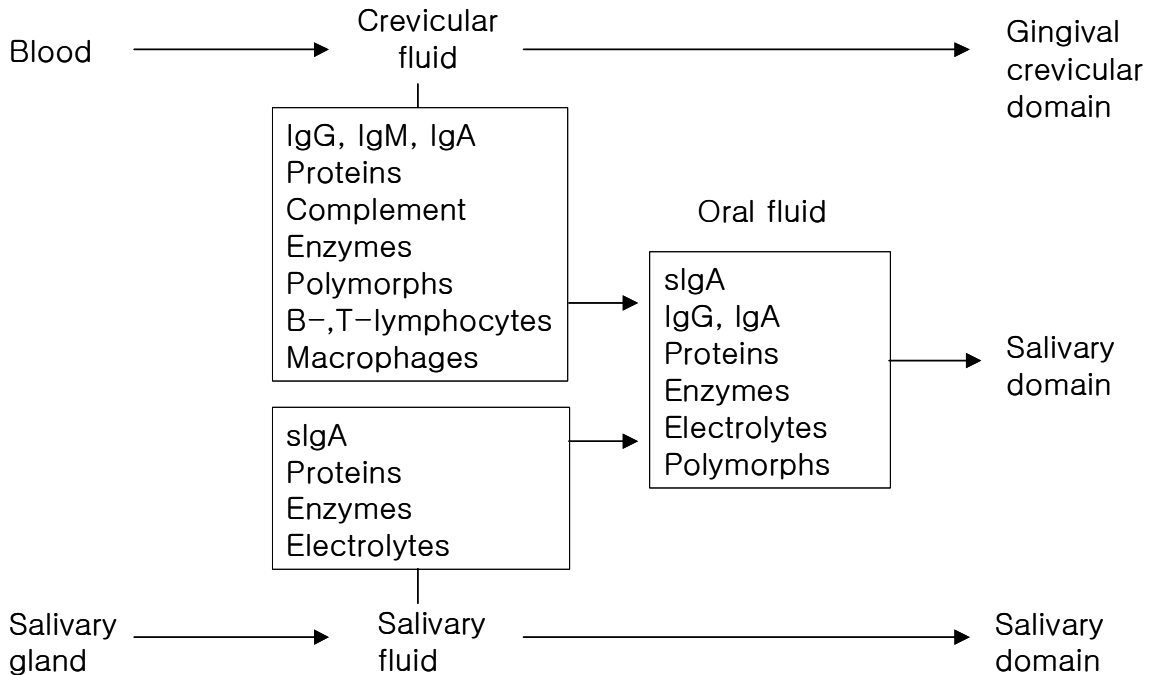 Blood
Crevicular
fluid
Gingival
crevicular
domain
IgG, IgM, IgA
Proteins
Complement
Enzymes
Polymorphs
B-,T-lymphocytes
Macrophages
Oral fluid
sIgA
IgG, IgA
Proteins
Enzymes
Electrolytes
Polymorphs
Salivary
domain
sIgA
Proteins
Enzymes
Electrolytes
Salivary
gland
Salivary
fluid
Salivary
domain